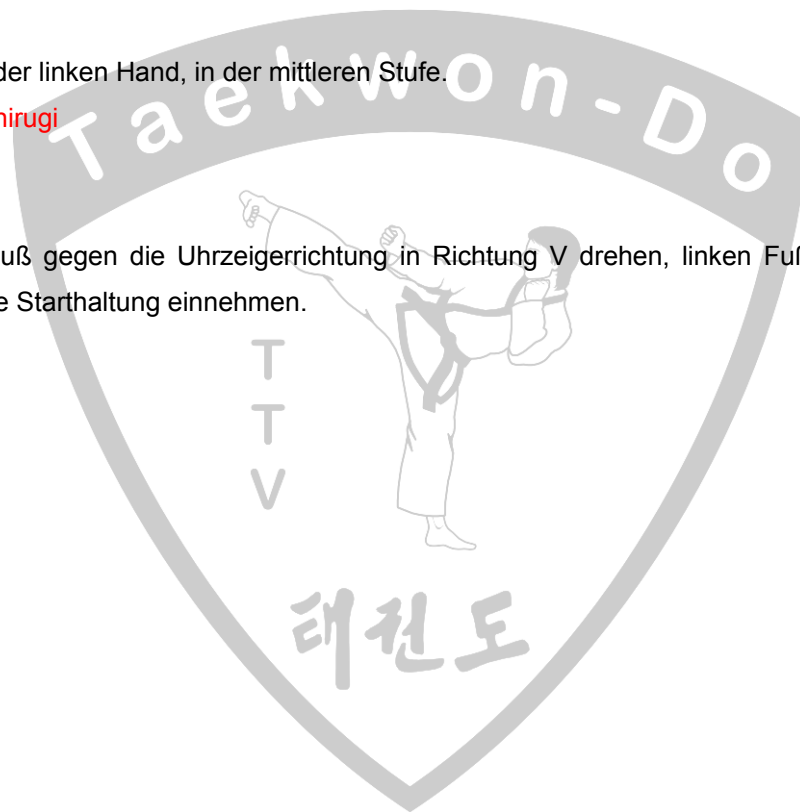 Taekwon-Do
der linken Hand, in der mittleren Stufe.
hirugi
uß gegen die Uhrzeigerrichtung in Richtung V drehen, linken Fuß
e Starthaltung einnehmen.
T
T
V
태권도